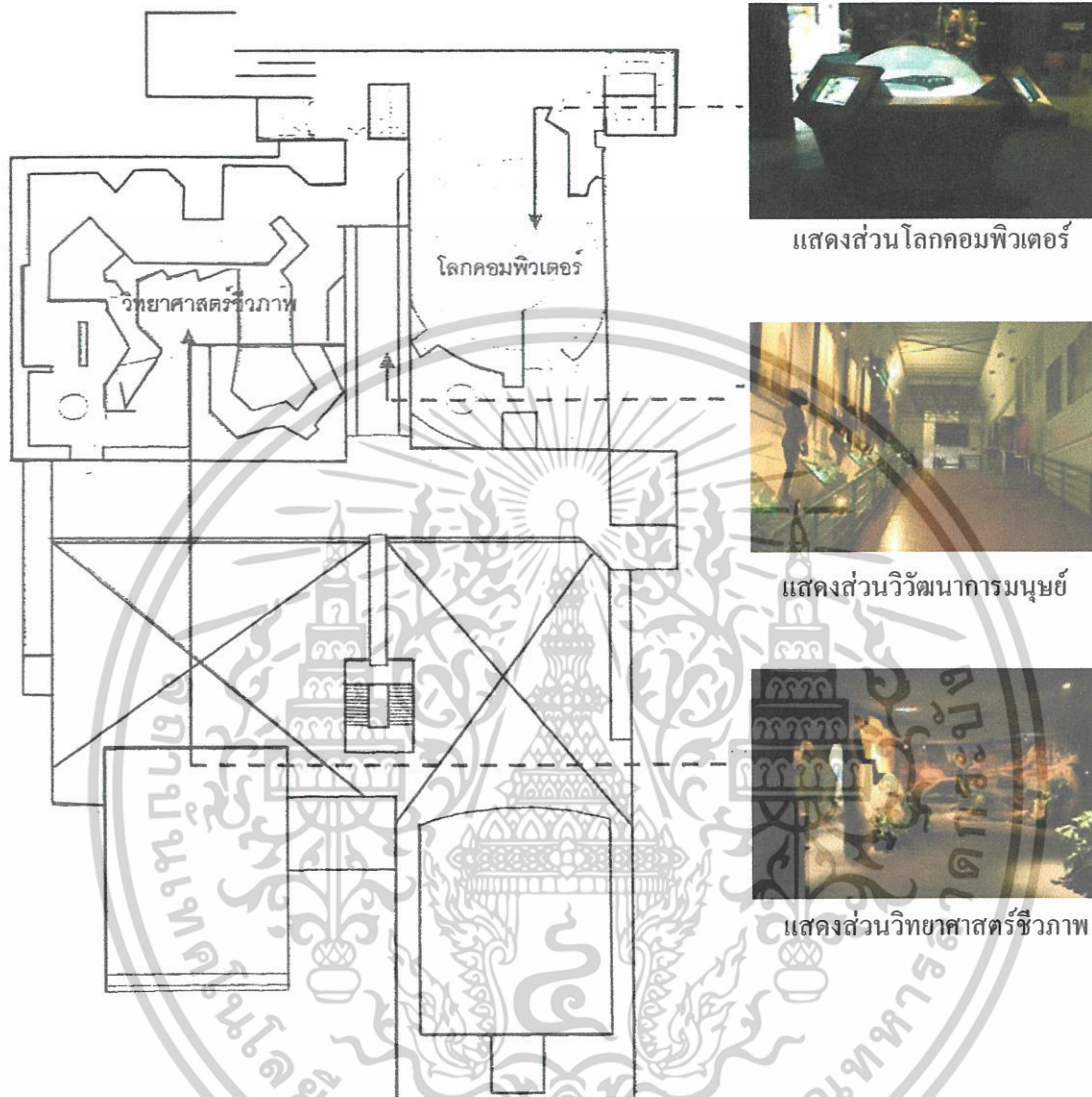 แสดงส่วนโลกคอมพิวเตอร์
โลกคอมพิวเตอร์
วิทยาศาสตร์ชีวภาพ
แสดงส่วนวิวัฒนาการมนุษย์
แสดงส่วนวิทยาศาสตร์ชีวภาพ